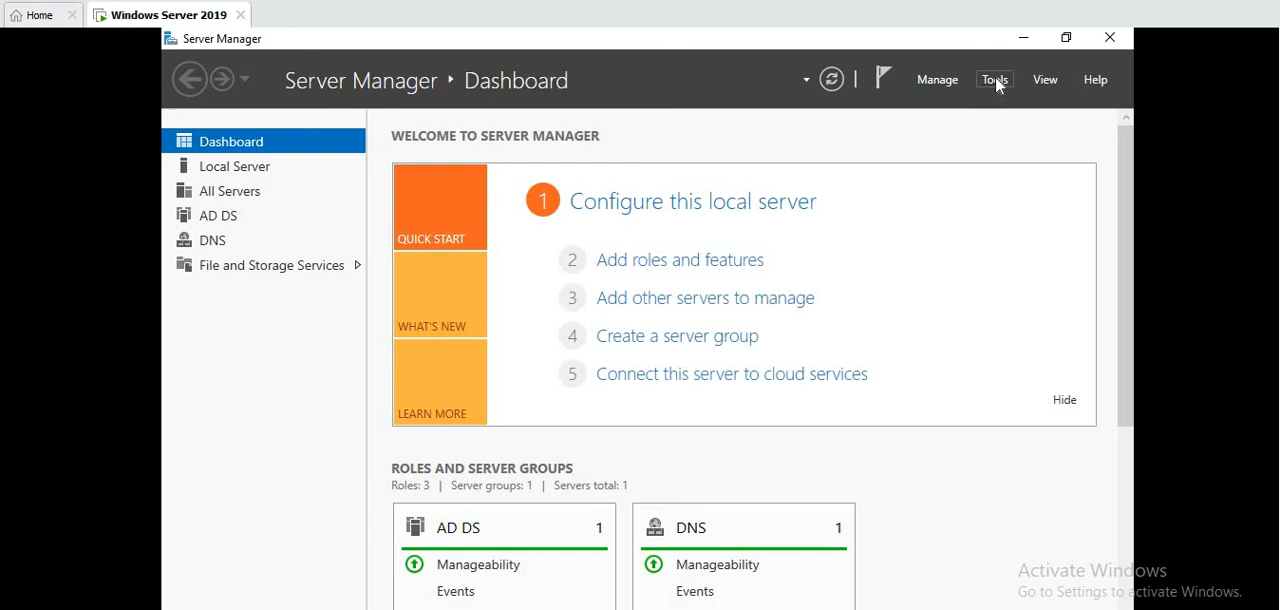 Home
Windows Server 2019
Server Manager
Server Manager ‣ Dashboard
Manage
Tools
View
Help
Dashboard
Local Server
All Servers
AD DS
DNS
File and Storage Services
WELCOME TO SERVER MANAGER
QUICK START
WHAT'S NEW
LEARN MORE
1 Configure this local server
2 Add roles and features
3 Add other servers to manage
4 Create a server group
5 Connect this server to cloud services
Hide
ROLES AND SERVER GROUPS
Roles: 3 | Server groups: 1 | Servers total: 1
AD DS 1
Manageability
Events
DNS 1
Manageability
Events
Activate Windows
Go to Settings to activate Windows.